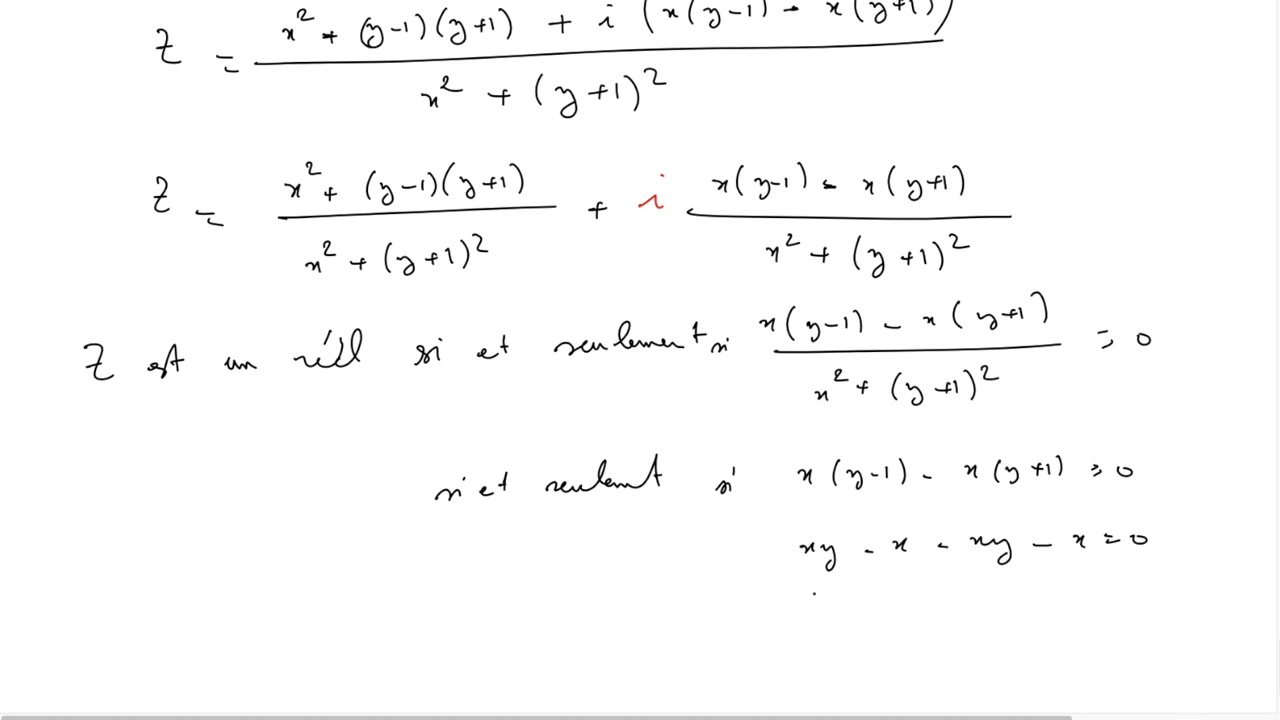 Z = (x² + (y-1)(y+1) + i (x(y-1) - x(y+1))) / (x² + (y+1)²)
Z = (x² + (y-1)(y+1)) / (x² + (y+1)²) + i (x(y-1) - x(y+1)) / (x² + (y+1)²)
Z est un réel si et seulement si (x(y-1) - x(y+1)) / (x² + (y+1)²) = 0
si et seulemt si x(y-1) - x(y+1) = 0
xy - x - xy - x = 0